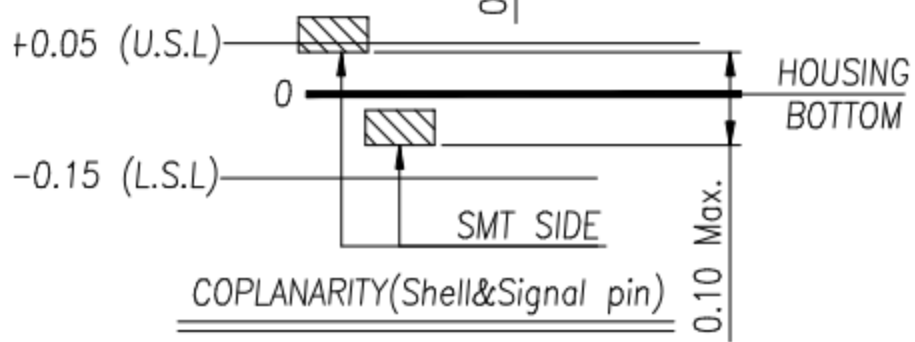 +0.05 (U.S.L)
0
HOUSING
BOTTOM
-0.15 (L.S.L)
SMT SIDE
0.10 Max.
COPLANARITY(Shell&Signal pin)